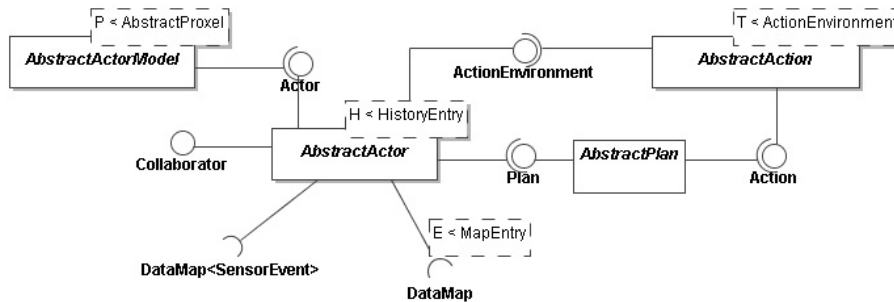 P < AbstractProxel
T < ActionEnvironment
AbstractActorModel
AbstractAction
Actor
ActionEnvironment
H < HistoryEntry
Collaborator
AbstractActor
Plan
AbstractPlan
Action
E < MapEntry
DataMap<SensorEvent>
DataMap